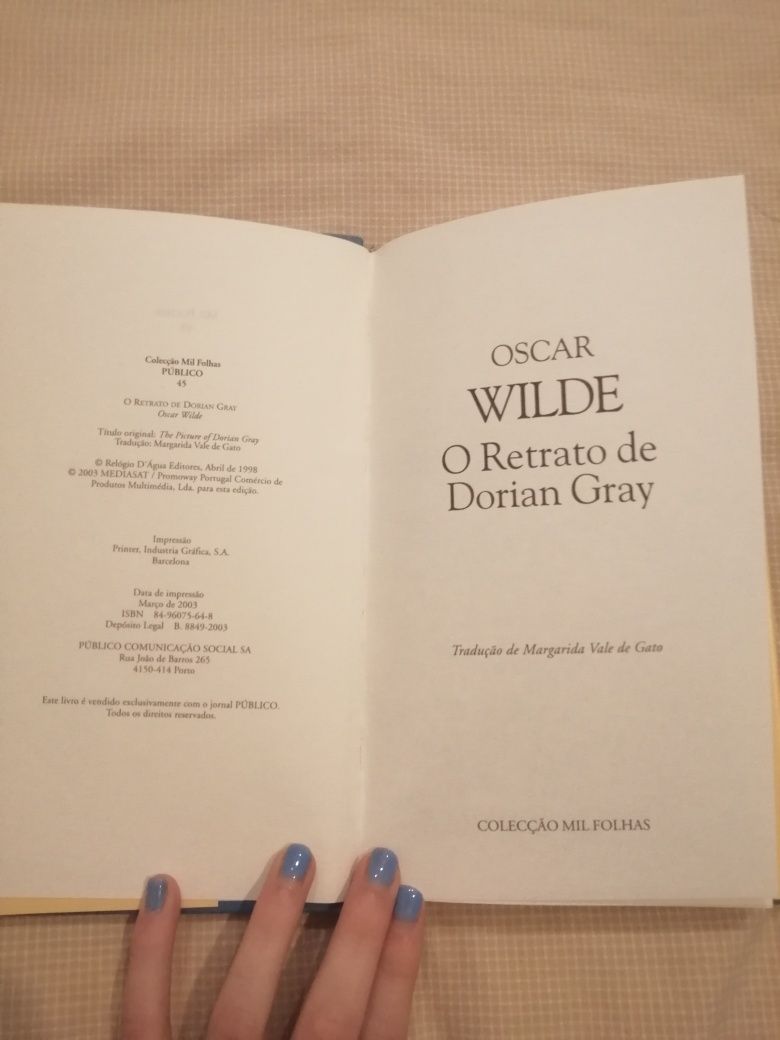 Colecção Mil Folhas
PÚBLICO
45
O RETRATO DE DORIAN GRAY
Oscar Wilde
Título original: The Picture of Dorian Gray
Tradução: Margarida Vale de Gato
© Relógio D'Água Editores, Abril de 1998
© 2003 MEDIASAT / Promoway Portugal Comércio de
Produtos Multimédia, Lda. para esta edição.
Impressão
Printer, Industria Gráfica, S.A.
Barcelona
Data de impressão
Março de 2003
ISBN 84-96075-64-8
Depósito Legal B. 8849-2003
PÚBLICO COMUNICAÇÃO SOCIAL SA
Rua João de Barros 265
4150-414 Porto
Este livro é vendido exclusivamente com o jornal PÚBLICO.
Todos os direitos reservados.
OSCAR
WILDE
O Retrato de
Dorian Gray
Tradução de Margarida Vale de Gato
COLECÇÃO MIL FOLHAS